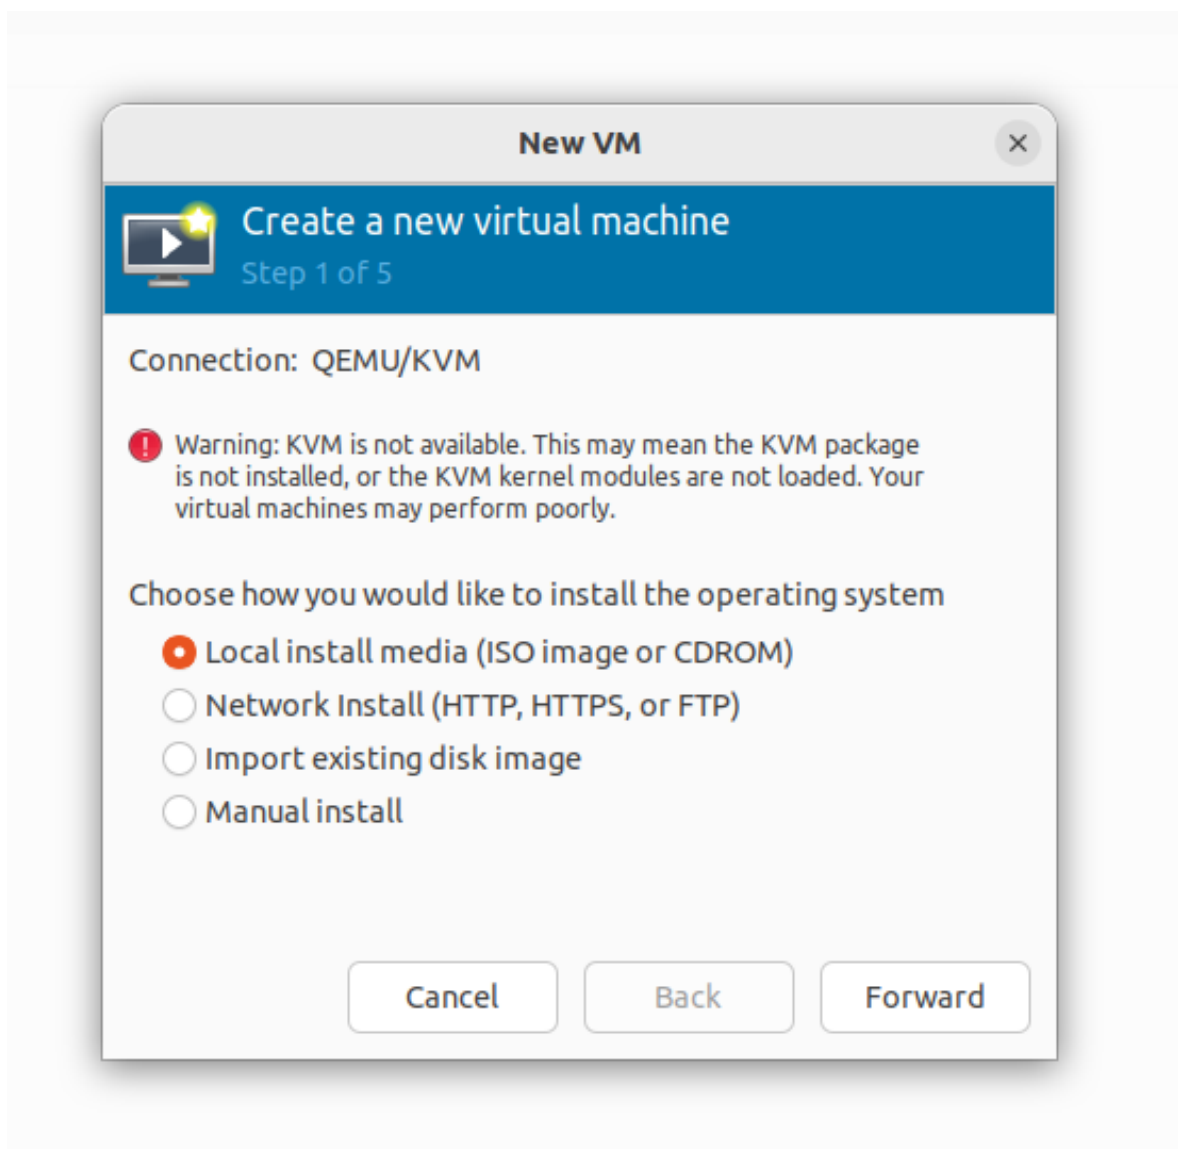 New VM
Create a new virtual machine
Step 1 of 5
Connection: QEMU/KVM
Warning: KVM is not available. This may mean the KVM package
is not installed, or the KVM kernel modules are not loaded. Your
virtual machines may perform poorly.
Choose how you would like to install the operating system
Local install media (ISO image or CDROM)
Network Install (HTTP, HTTPS, or FTP)
Import existing disk image
Manual install
Cancel Back Forward